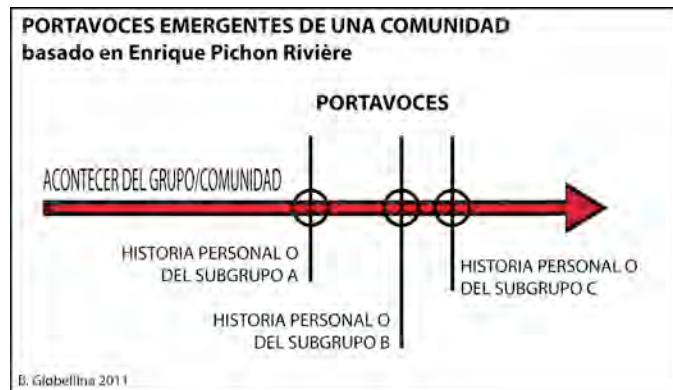 PORTAVOCES EMERGENTES DE UNA COMUNIDAD
basado en Enrique Pichon Rivière
PORTAVOCES
ACONTECER DEL GRUPO/COMUNIDAD
HISTORIA PERSONAL O
DEL SUBGRUPO A
HISTORIA PERSONAL O
DEL SUBGRUPO C
HISTORIA PERSONAL O
DEL SUBGRUPO B
B. Giobellina 2011